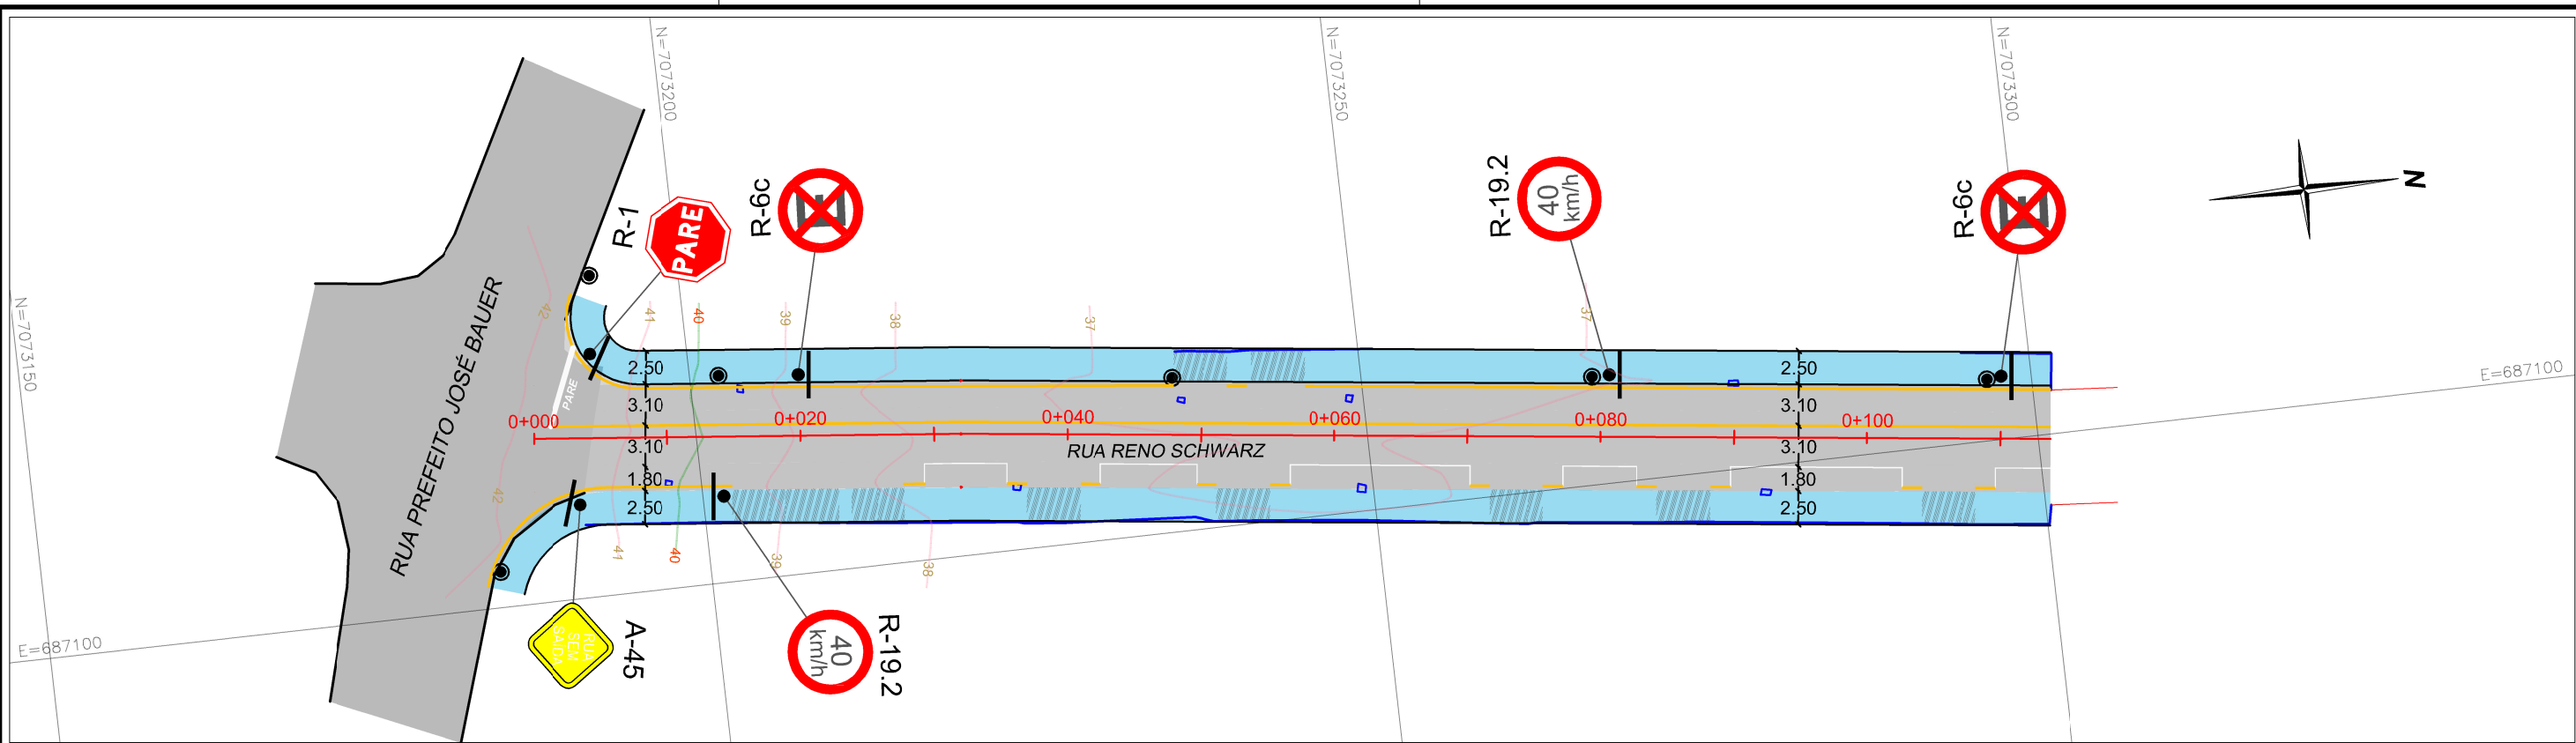 N=7073150
N=7073200
N=7073250
N=7073300
E=687100
E=687100
N
RUA PREFEITO JOSÉ BAUER
RUA RENO SCHWARZ
R-1
PARE
R-6c
E
R-19.2
40
km/h
R-6c
E
PARE
42
41
40
39
38
37
37
2.50
3.10
3.10
1.80
2.50
2.50
3.10
3.10
1.80
2.50
0+000
0+020
0+040
0+060
0+080
0+100
42
41
40
39
38
RUA
SEM
SAÍDA
A-45
40
km/h
R-19.2